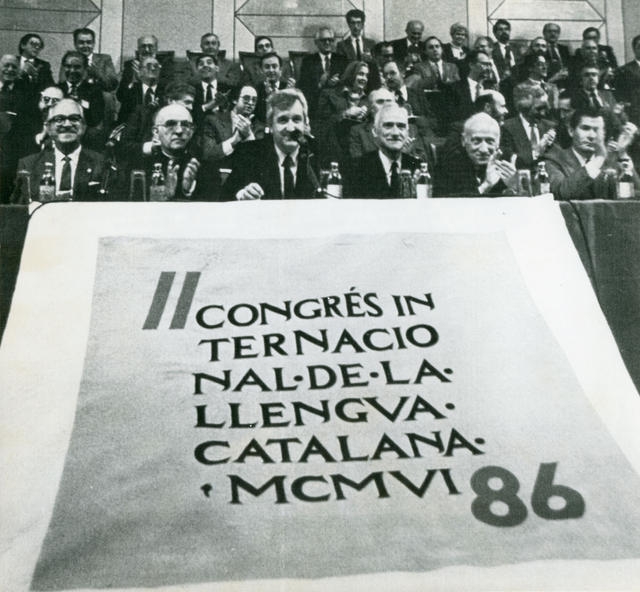 II CONGRÉS IN
TERNACIO
NAL·DE·LA·
LLENGVA·
CATALANA·
·MCMVI 86